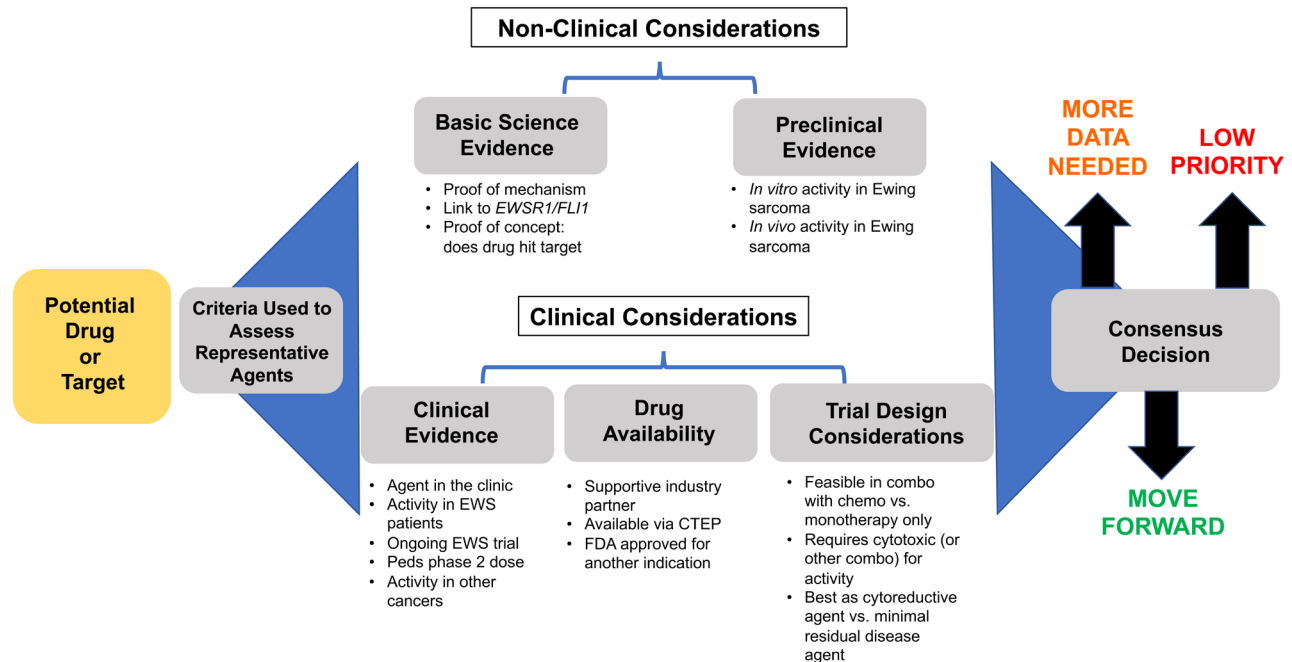 Non-Clinical Considerations
Basic Science
Evidence
• Proof of mechanism
• Link to EWSR1/FLI1
• Proof of concept:
does drug hit target
Preclinical
Evidence
• In vitro activity in Ewing
sarcoma
• In vivo activity in Ewing
sarcoma
Potential
Drug
or
Target
Criteria Used to
Assess
Representative
Agents
Clinical Considerations
Clinical
Evidence
• Agent in the clinic
• Activity in EWS
patients
• Ongoing EWS trial
• Peds phase 2 dose
• Activity in other
cancers
Drug
Availability
• Supportive industry
partner
• Available via CTEP
• FDA approved for
another indication
Trial Design
Considerations
• Feasible in combo
with chemo vs.
monotherapy only
• Requires cytotoxic (or
other combo) for
activity
• Best as cytoreductive
agent vs. minimal
residual disease
agent
MORE
DATA
NEEDED
LOW
PRIORITY
Consensus
Decision
MOVE
FORWARD